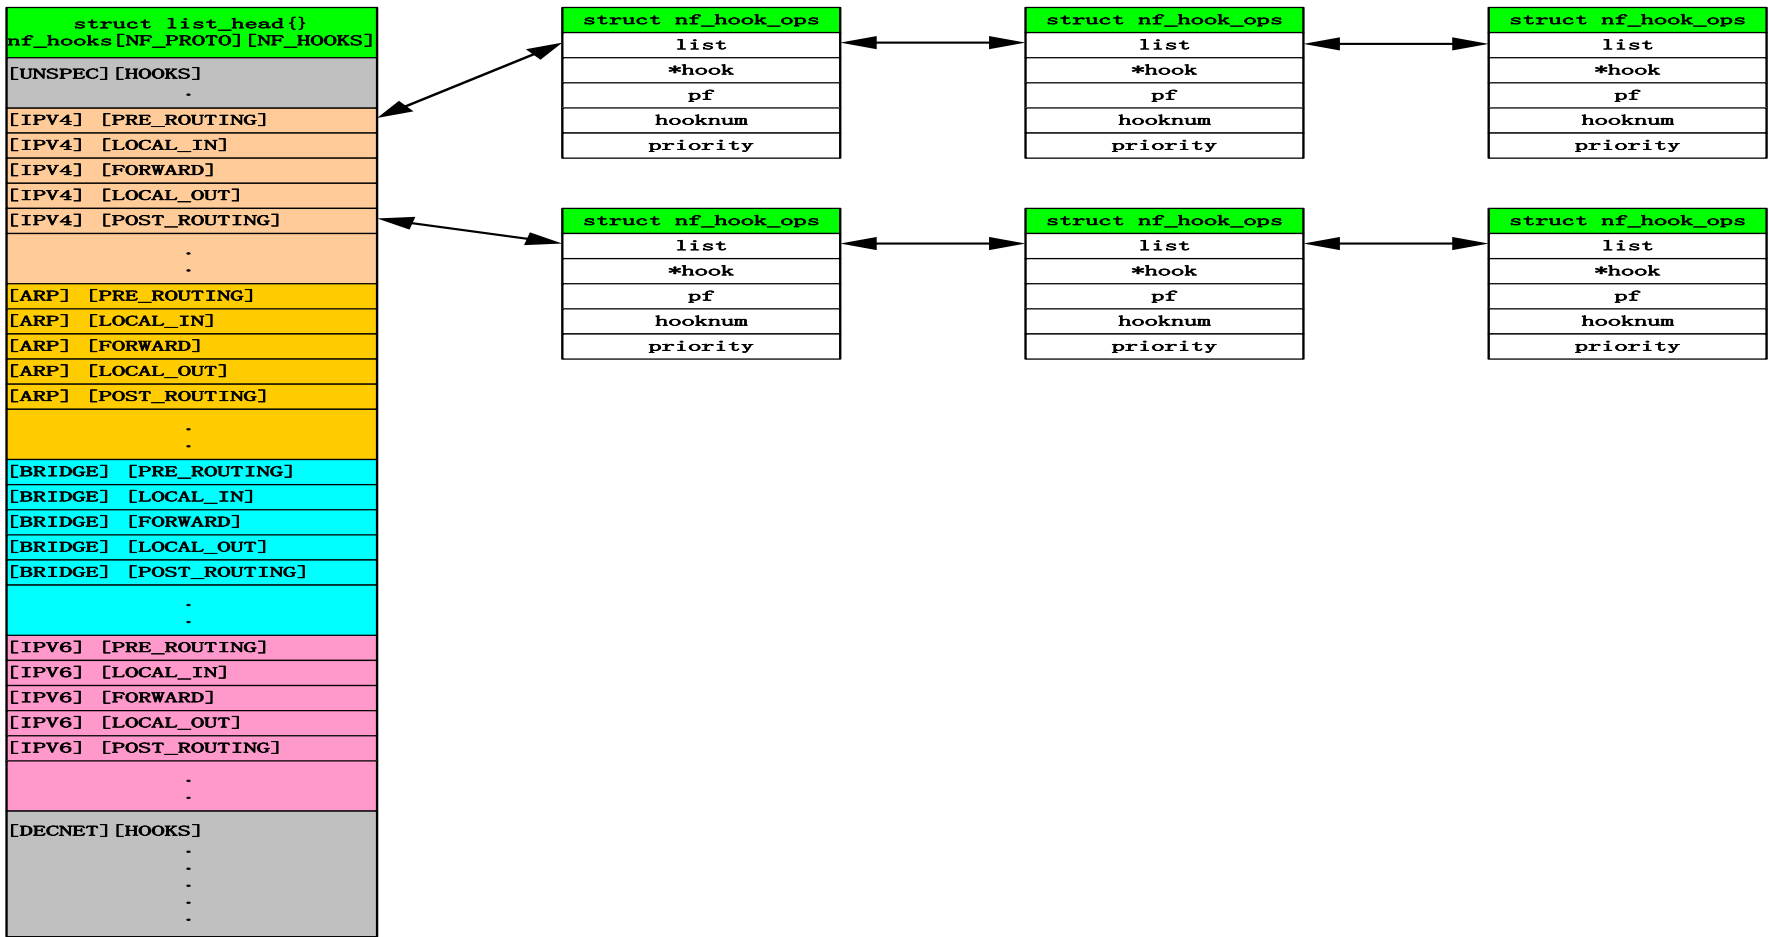 struct list_head{}
nf_hooks[NF_PROTO][NF_HOOKS]
[UNSPEC][HOOKS]
.
[IPV4] [PRE_ROUTING]
[IPV4] [LOCAL_IN]
[IPV4] [FORWARD]
[IPV4] [LOCAL_OUT]
[IPV4] [POST_ROUTING]
.
.
[ARP] [PRE_ROUTING]
[ARP] [LOCAL_IN]
[ARP] [FORWARD]
[ARP] [LOCAL_OUT]
[ARP] [POST_ROUTING]
.
.
[BRIDGE] [PRE_ROUTING]
[BRIDGE] [LOCAL_IN]
[BRIDGE] [FORWARD]
[BRIDGE] [LOCAL_OUT]
[BRIDGE] [POST_ROUTING]
.
.
[IPV6] [PRE_ROUTING]
[IPV6] [LOCAL_IN]
[IPV6] [FORWARD]
[IPV6] [LOCAL_OUT]
[IPV6] [POST_ROUTING]
.
.
[DECNET][HOOKS]
.
.
.
.
.
struct nf_hook_ops
list
*hook
pf
hooknum
priority
struct nf_hook_ops
list
*hook
pf
hooknum
priority
struct nf_hook_ops
list
*hook
pf
hooknum
priority
struct nf_hook_ops
list
*hook
pf
hooknum
priority
struct nf_hook_ops
list
*hook
pf
hooknum
priority
struct nf_hook_ops
list
*hook
pf
hooknum
priority